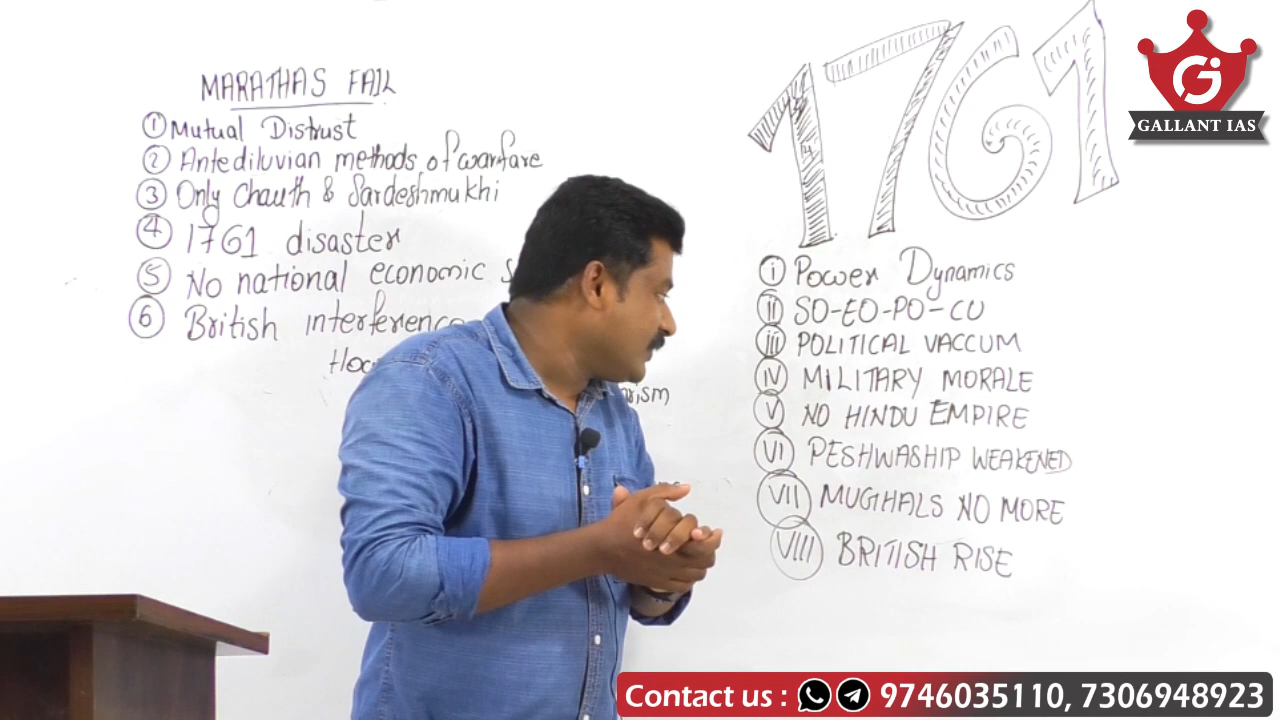 MARATHAS FAIL
1 Mutual Distrust
2 Antediluvian methods of warfare
3 Only Chauth & Sardeshmukhi
4 1761 disaster
5 No national economic
6 British interference
1761
i Power Dynamics
ii SO-EO-PO-CU
iii POLITICAL VACCUM
IV MILITARY MORALE
V NO HINDU EMPIRE
VI PESHWASHIP WEAKENED
VII MUGHALS NO MORE
VIII BRITISH RISE
Gi
GALLANT IAS
Contact us : 9746035110, 7306948923